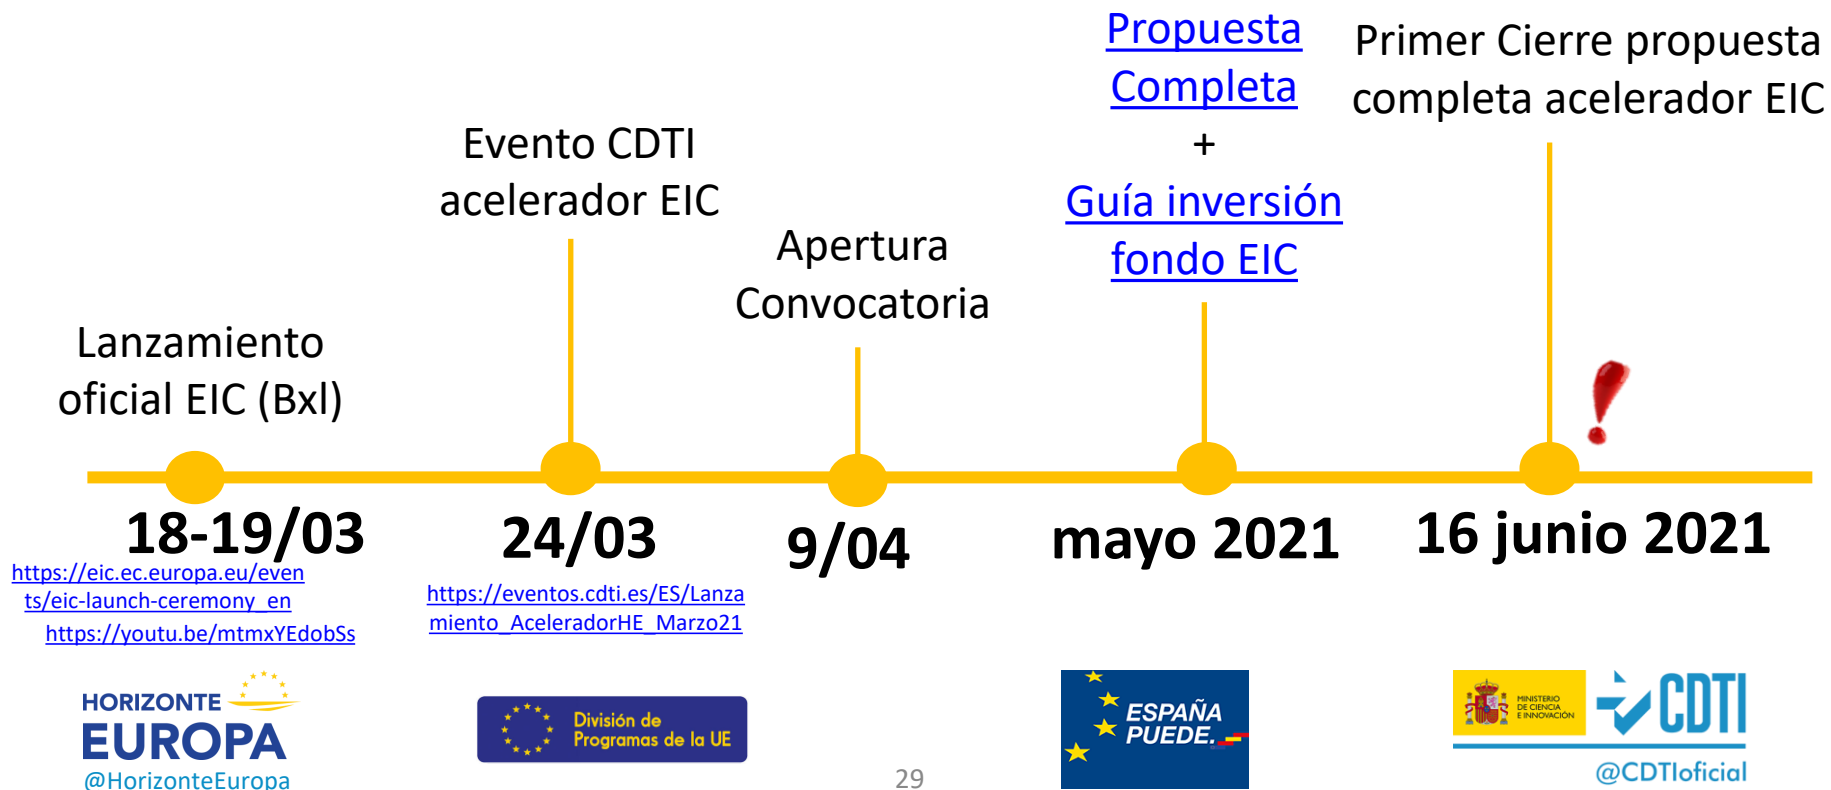 Propuesta
Completa
+
Guía inversión
fondo EIC
Primer Cierre propuesta
completa acelerador EIC
Evento CDTI
acelerador EIC
Apertura
Convocatoria
Lanzamiento
oficial EIC (Bxl)
18-19/03
24/03
9/04
mayo 2021
16 junio 2021
https://eic.ec.europa.eu/even
ts/eic-launch-ceremony_en
https://youtu.be/mtmxYEdobSs
https://eventos.cdti.es/ES/Lanza
miento_AceleradorHE_Marzo21
HORIZONTE
EUROPA
@HorizonteEuropa
División de
Programas de la UE
29
ESPAÑA
PUEDE.
MINISTERIO
DE CIENCIA
E INNOVACIÓN
CDTI
@CDTIoficial